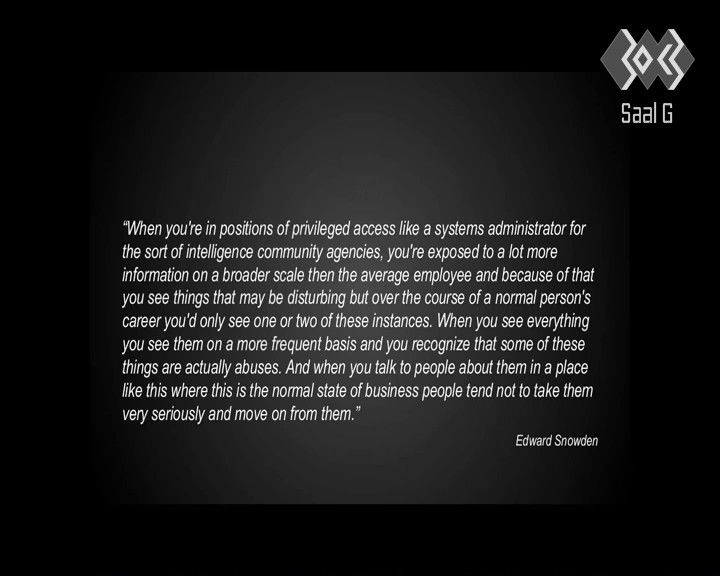 Saal G
“When you're in positions of privileged access like a systems administrator for
the sort of intelligence community agencies, you're exposed to a lot more
information on a broader scale then the average employee and because of that
you see things that may be disturbing but over the course of a normal person's
career you'd only see one or two of these instances. When you see everything
you see them on a more frequent basis and you recognize that some of these
things are actually abuses. And when you talk to people about them in a place
like this where this is the normal state of business people tend not to take them
very seriously and move on from them.”
Edward Snowden